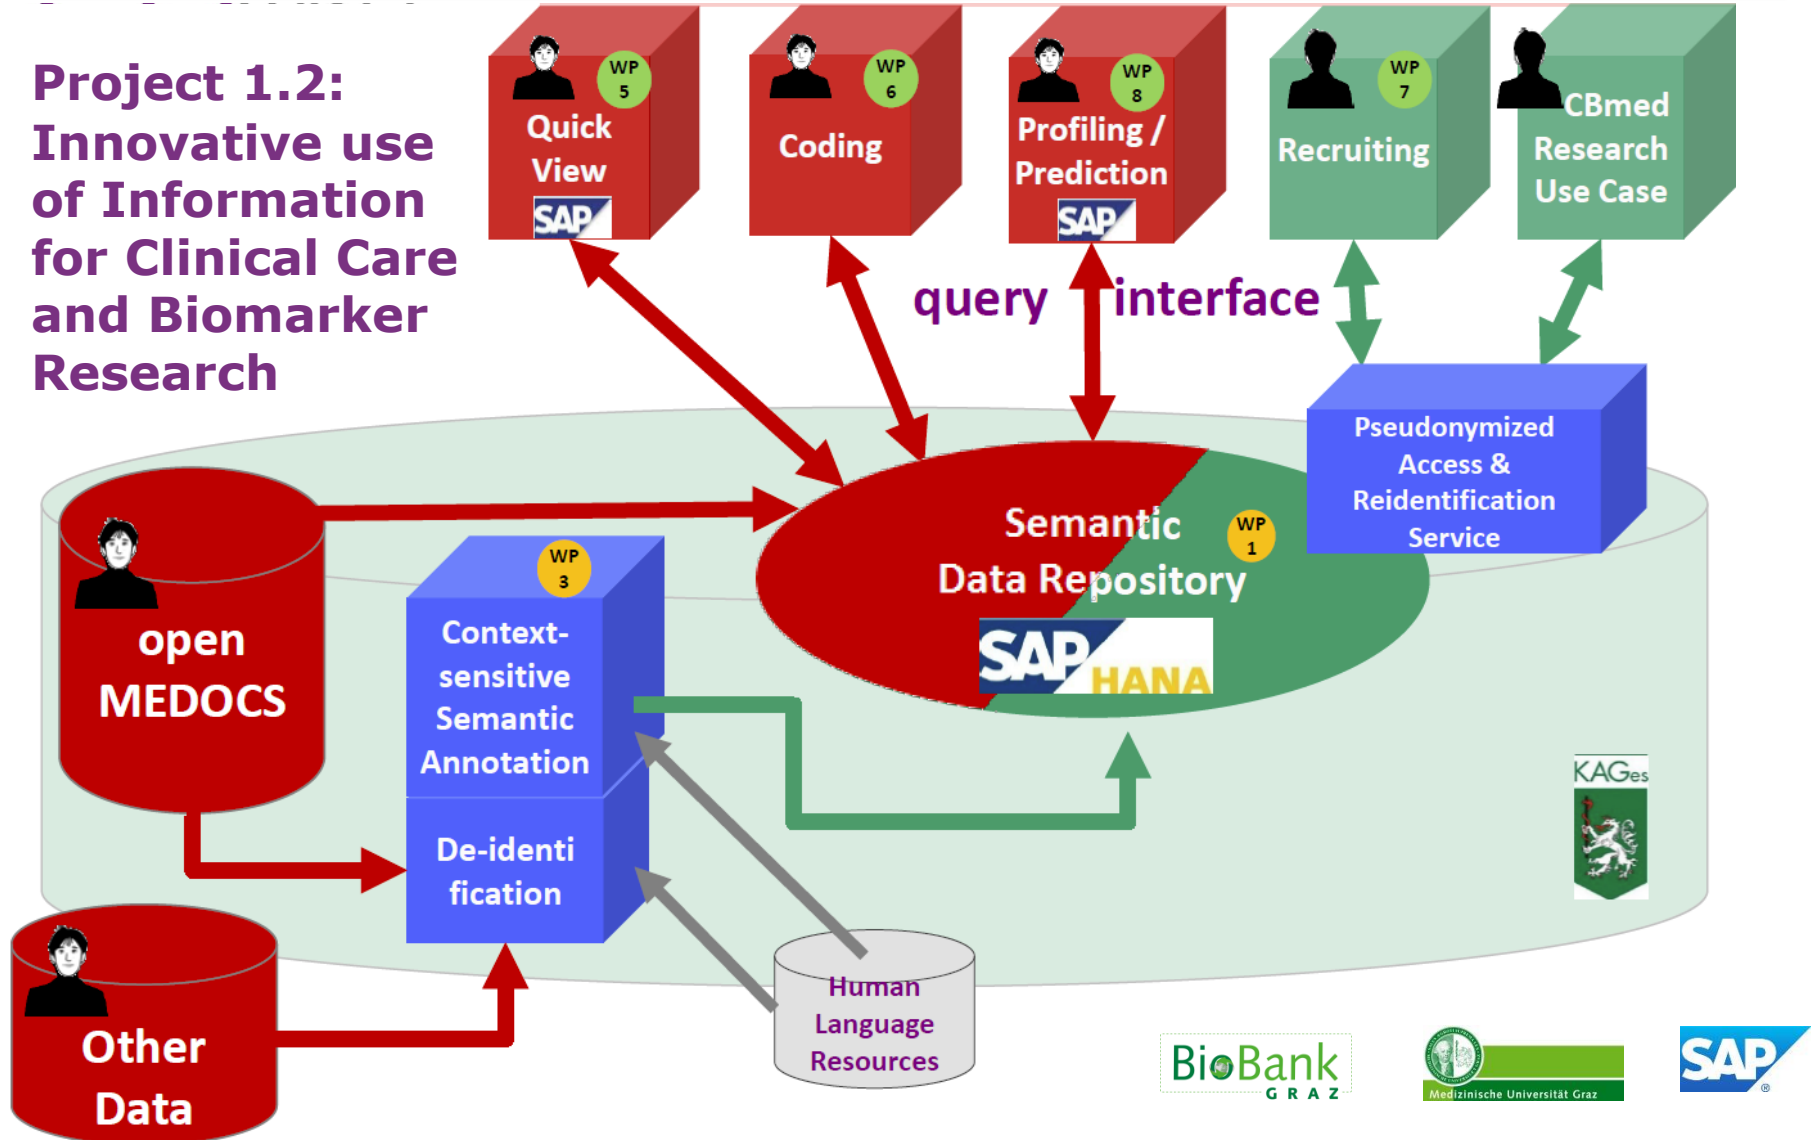 Project 1.2:
Innovative use
of Information
for Clinical Care
and Biomarker
Research
WP
5
Quick
View
SAP
WP
6
Coding
WP
8
Profiling /
Prediction
SAP
WP
7
Recruiting
CBmed
Research
Use Case
query interface
Pseudonymized
Access &
Reidentification
Service
open
MEDOCS
WP
3
Context-
sensitive
Semantic
Annotation
De-identi
fication
Semantic
Data Repository
WP
1
SAP HANA
KAGes
Other
Data
Human
Language
Resources
BioBank
GRAZ
Medizinische Universität Graz
SAP ®